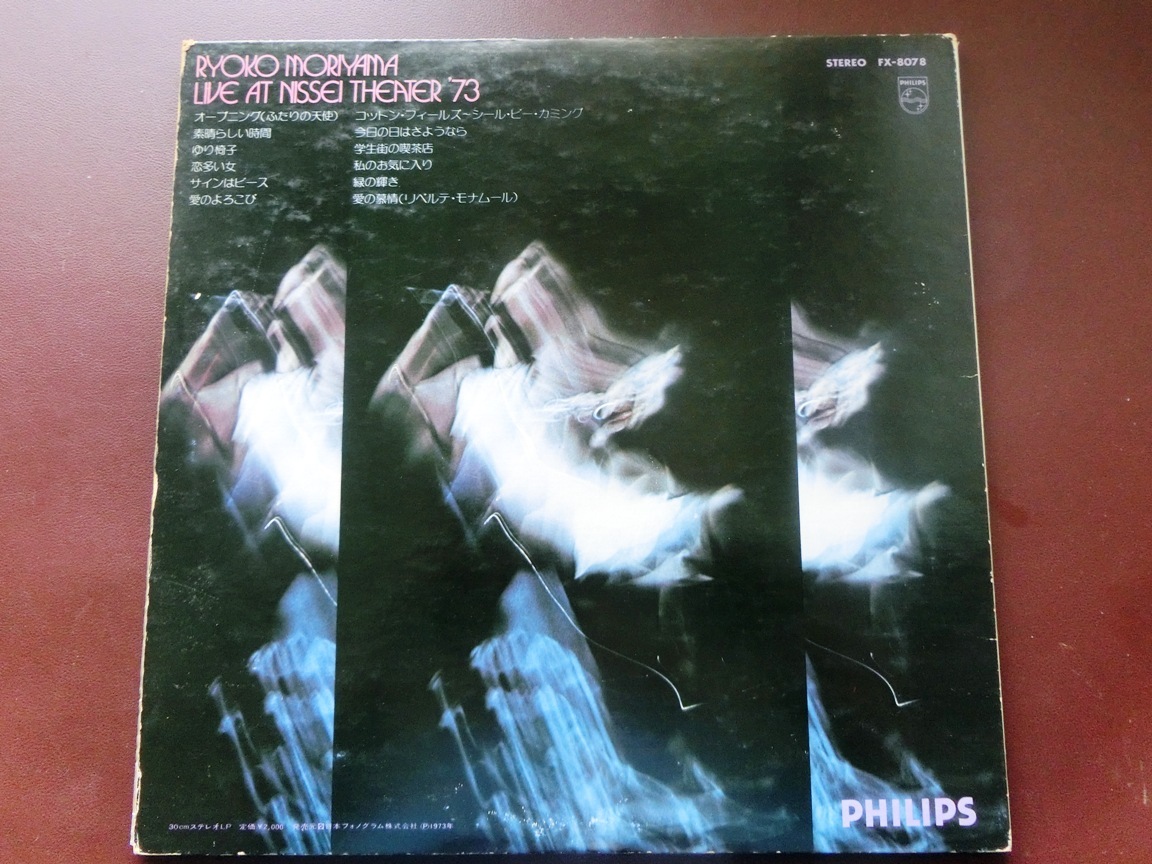 RYOKO MORIYAMA
LIVE AT NISSEI THEATER '73
STEREO FX-8078
PHILIPS
オープニング(ふたりの天使)
素晴らしい時間
ゆり椅子
恋多い女
サインはピース
愛のよろこび
コットン・フィールズ~シール・ビー・カミング
今日の日はさようなら
学生街の喫茶店
私のお気に入り
緑の輝き
愛の慕情(リベルテ・モナムール)
30cmステレオLP 定価¥2,000 発売元日本フォノグラム株式会社 (P)1973年
PHILIPS